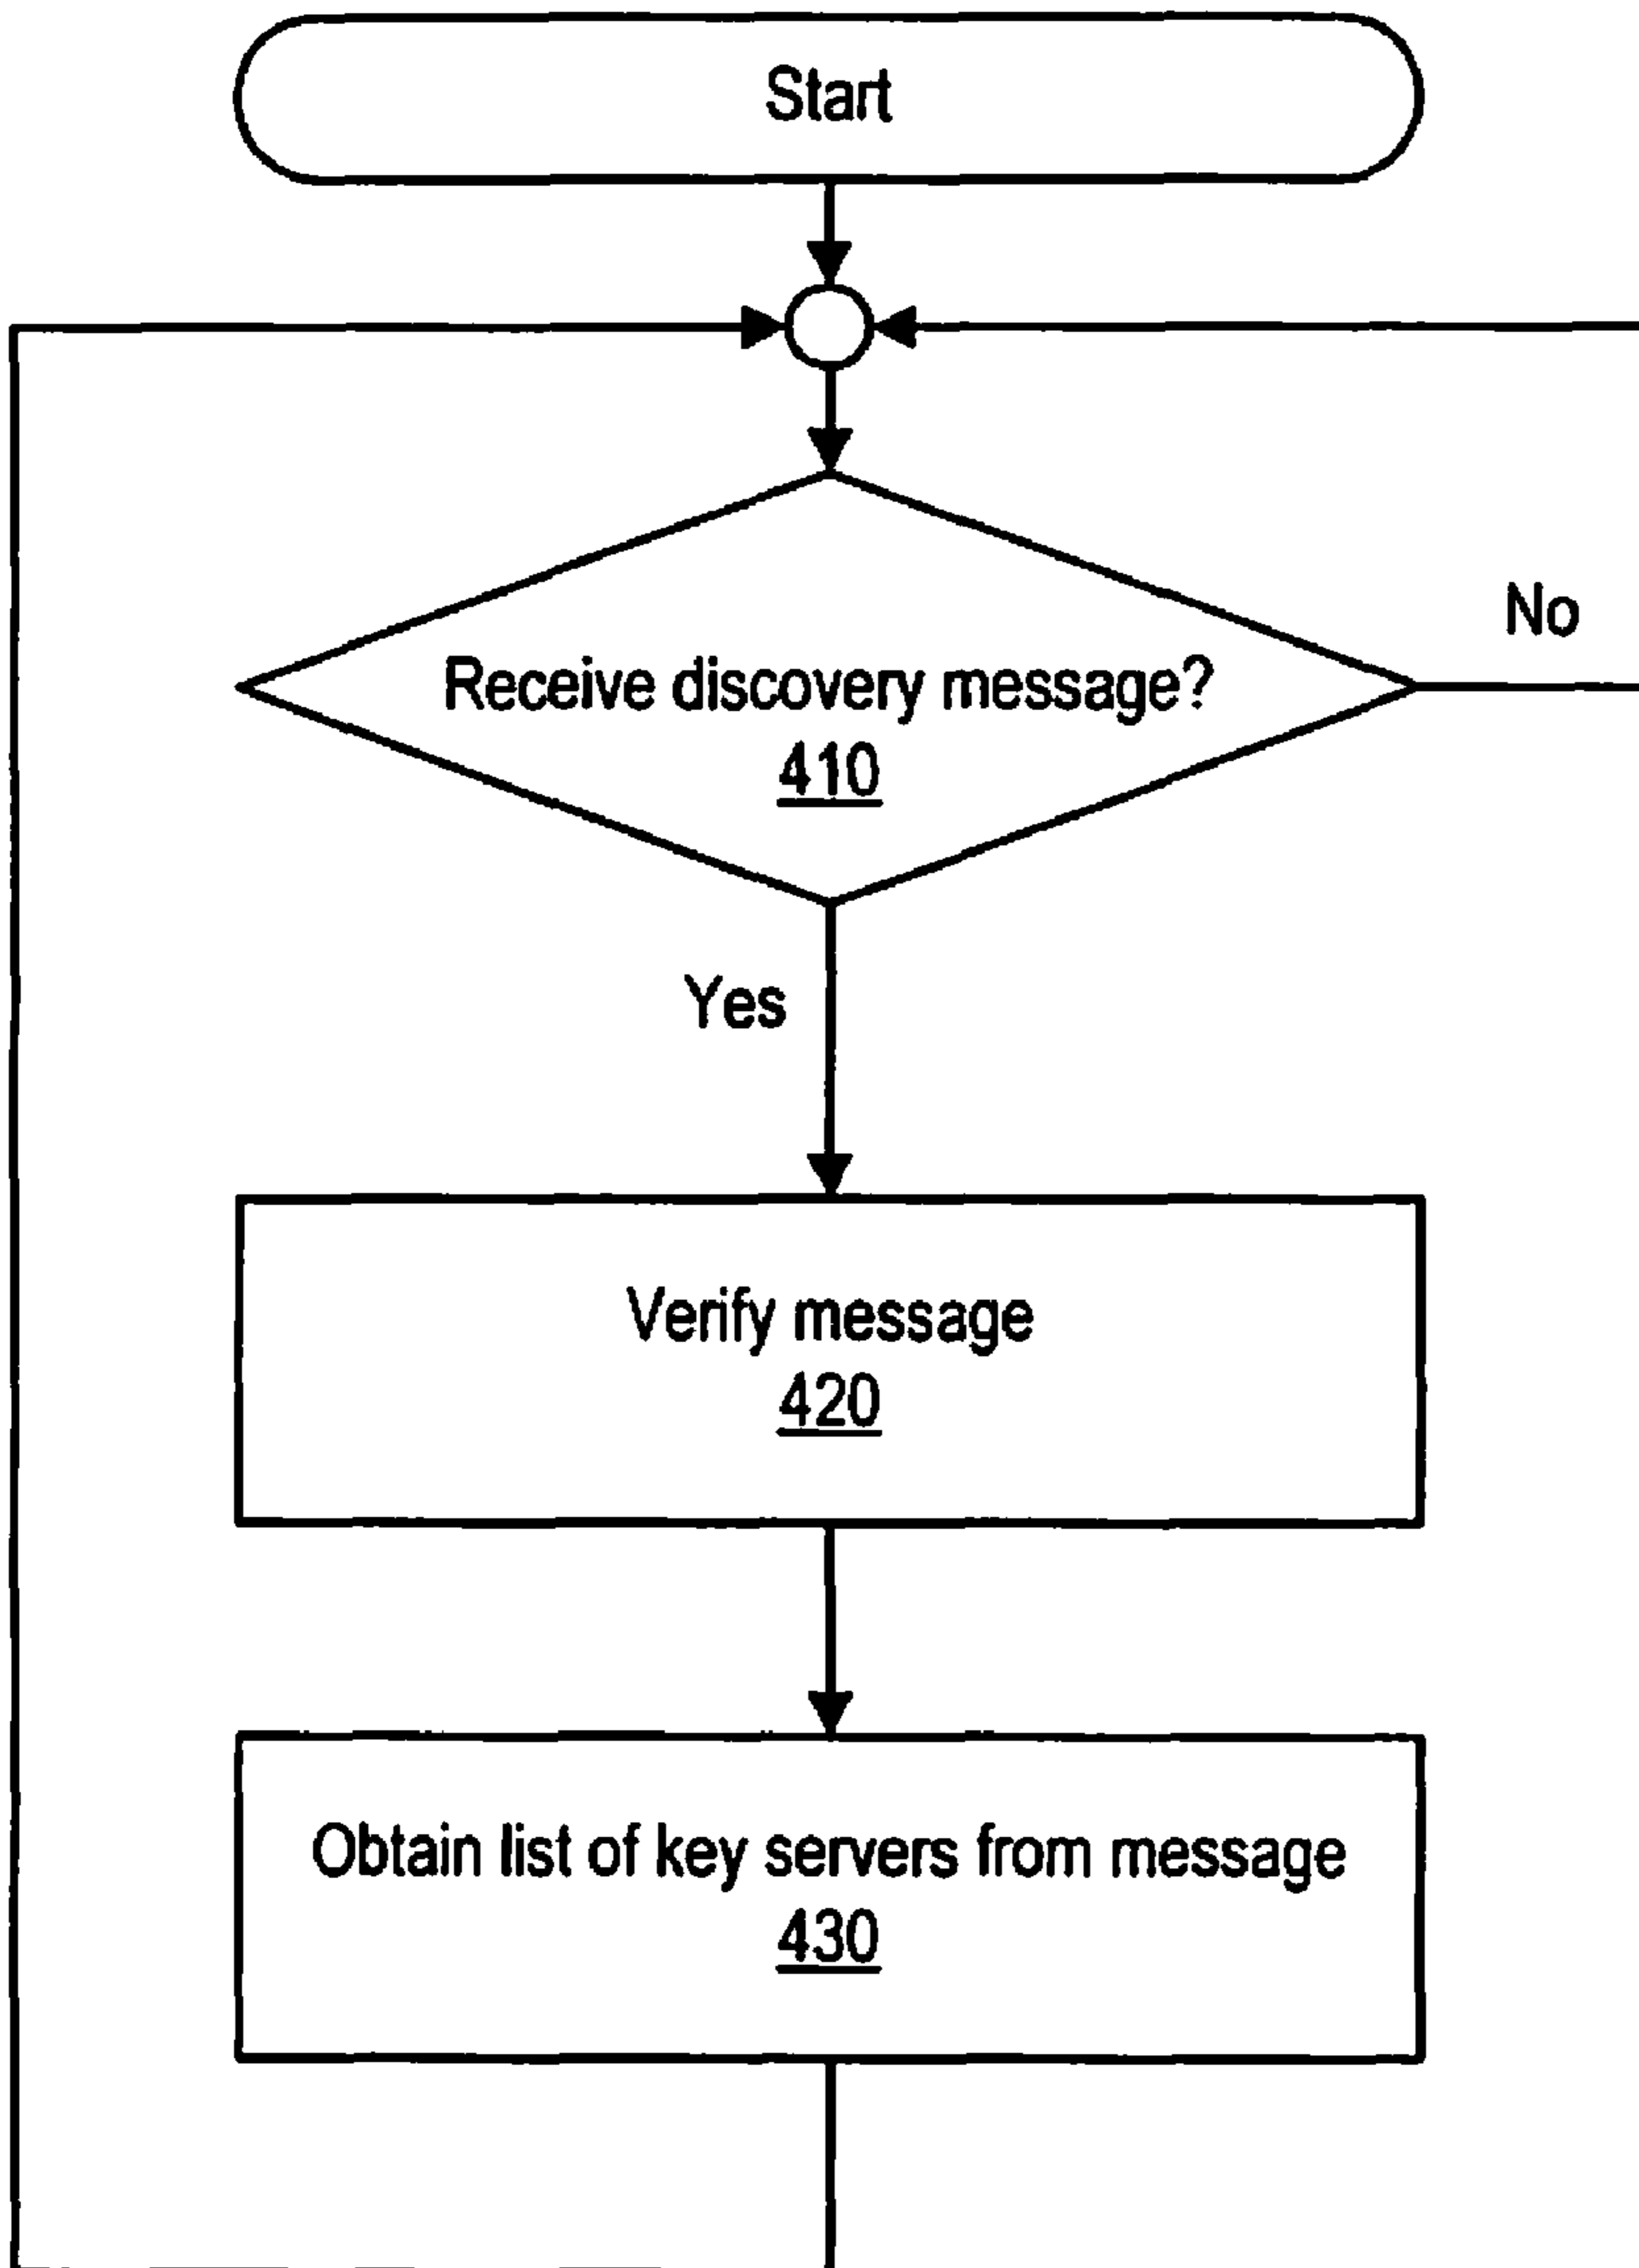 Start
No
Receive discovery message?
410
Yes
Verify message
420
Obtain list of key servers from message
430